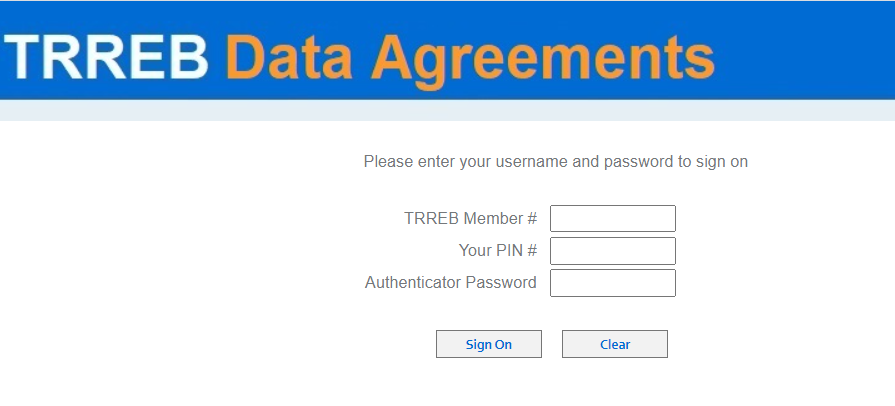 TRREB Data Agreements
Please enter your username and password to sign on
TRREB Member #
Your PIN #
Authenticator Password
Sign On Clear